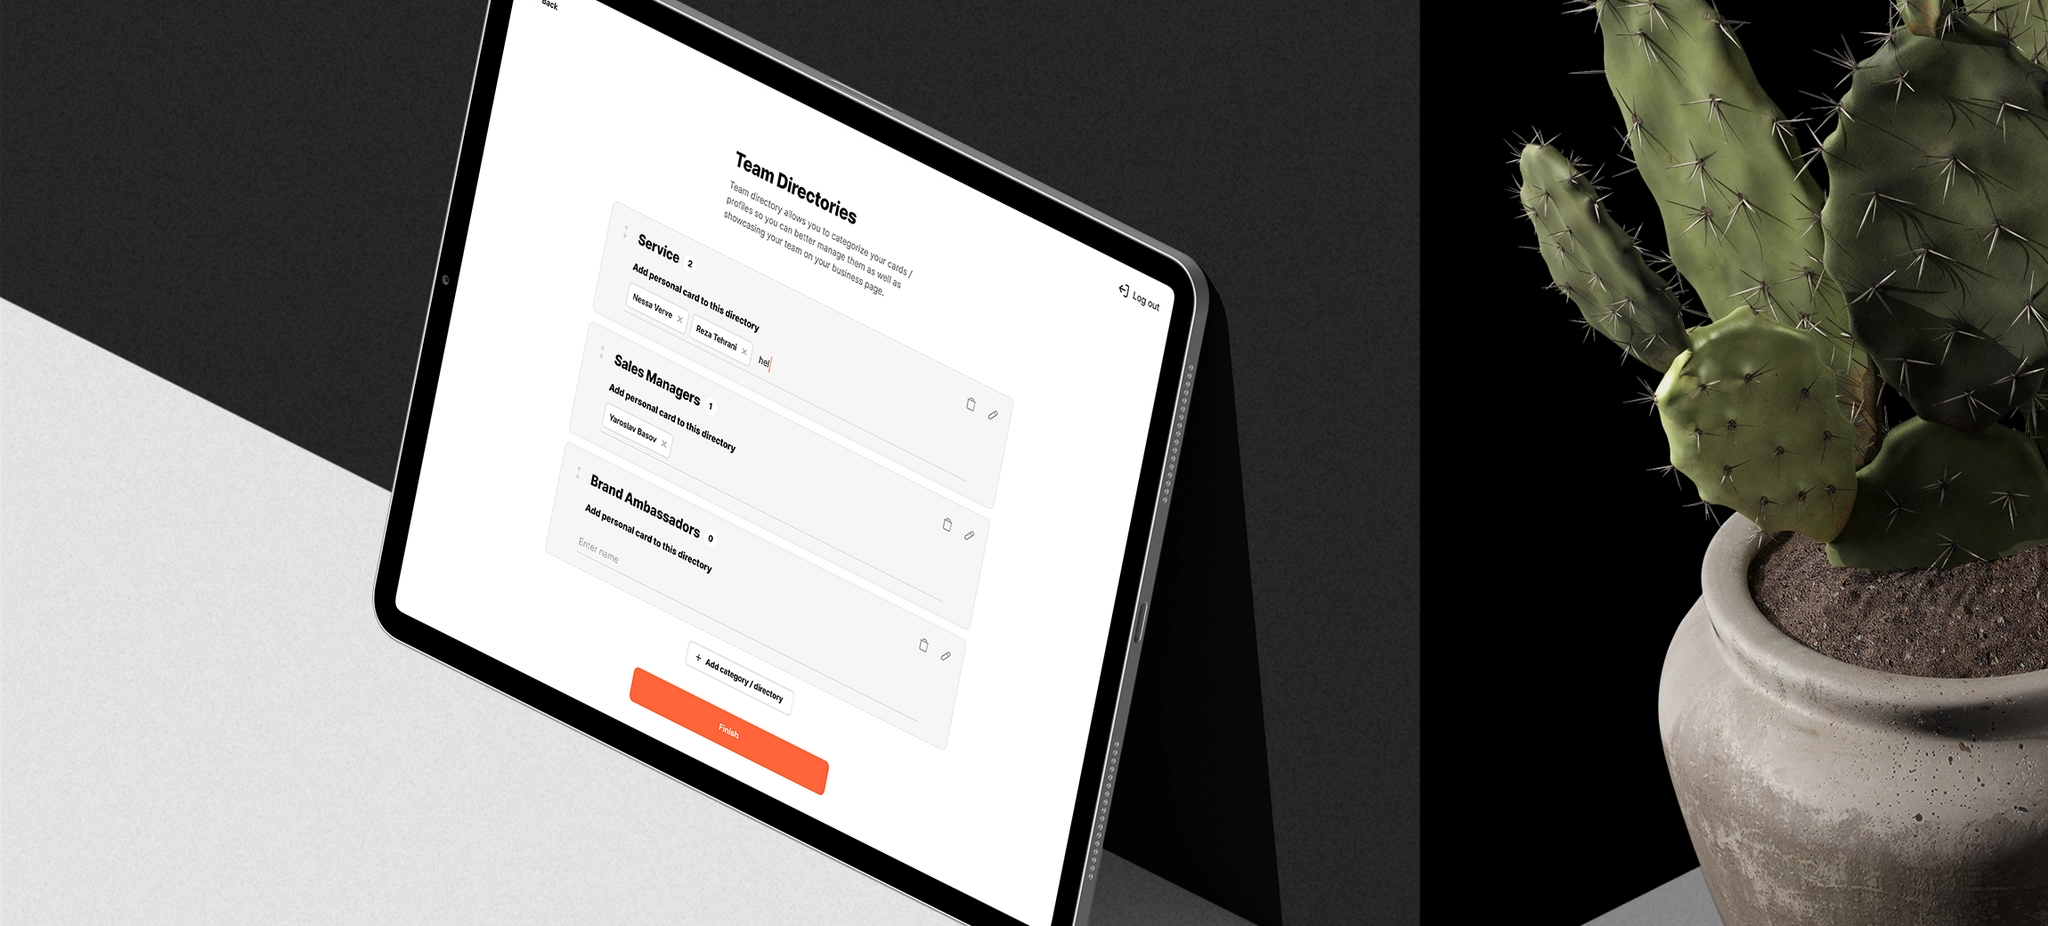 Back
Log out
Team Directories
Team directory allows you to categorize your cards /
profiles so you can better manage them as well as
showcasing your team on your business page.
Service 2
Add personal card to this directory
Nessa Verve Reza Tehrani hel
Sales Managers 1
Add personal card to this directory
Yaroslav Basov
Brand Ambassadors 0
Add personal card to this directory
Enter name
+ Add category / directory
Finish